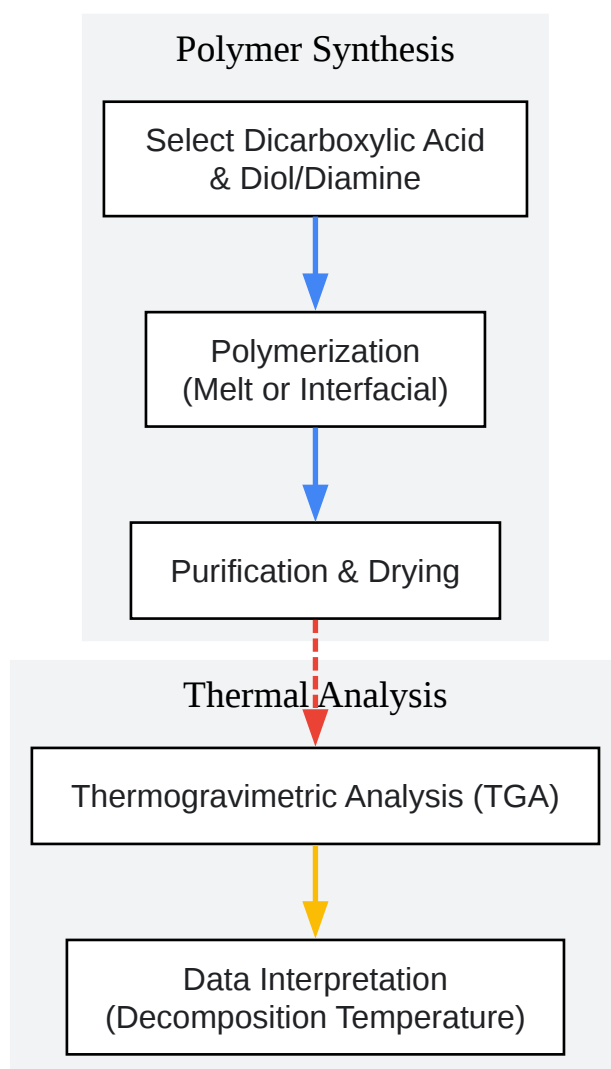 Polymer Synthesis
Select Dicarboxylic Acid
& Diol/Diamine
Polymerization
(Melt or Interfacial)
Purification & Drying
Thermal Analysis
Thermogravimetric Analysis (TGA)
Data Interpretation
(Decomposition Temperature)